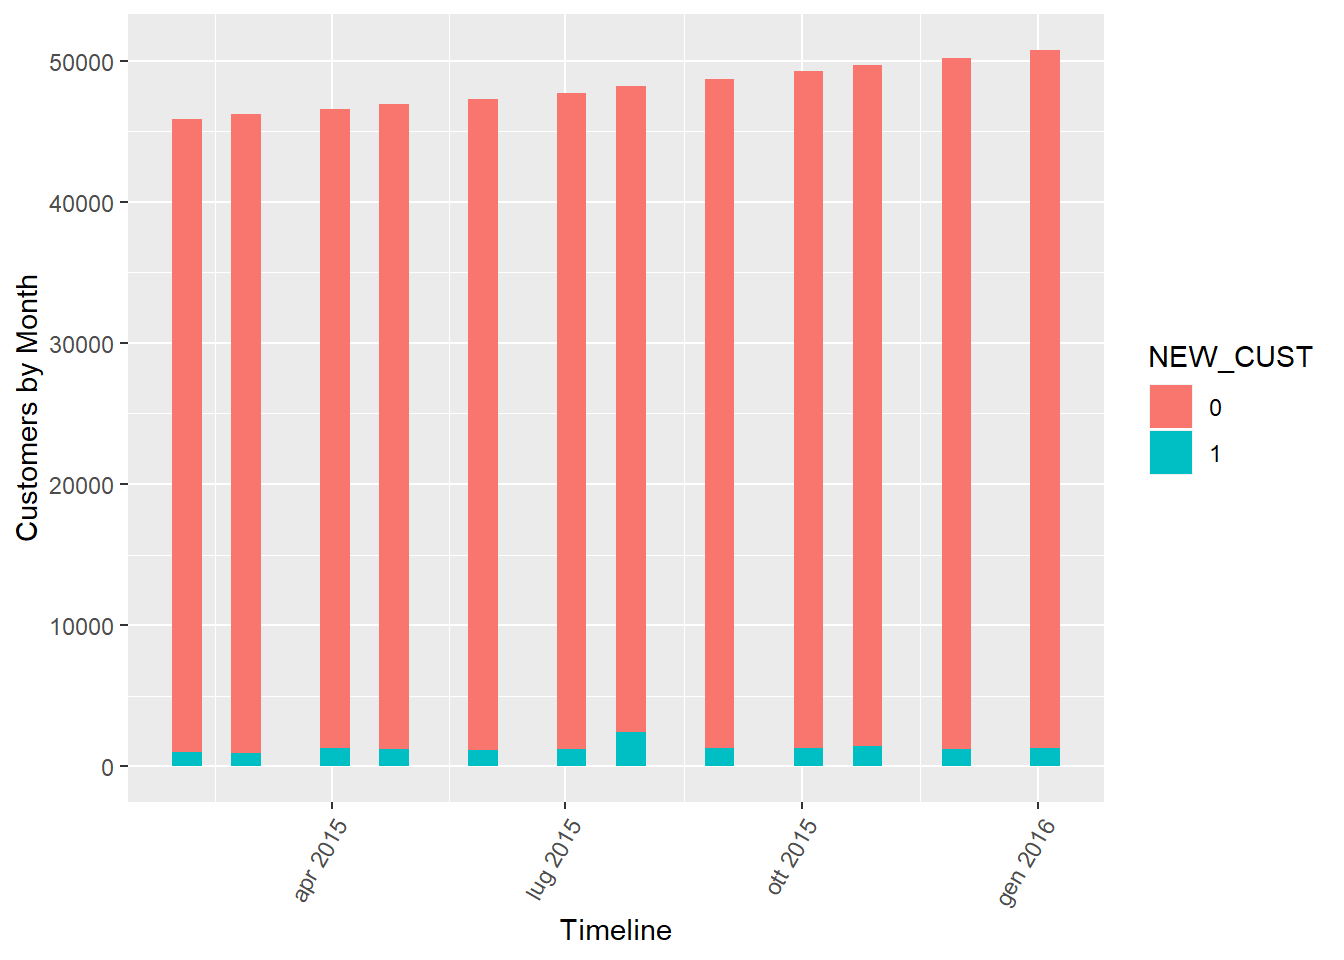 50000
40000
30000
20000
10000
0
Customers by Month
apr 2015
lug 2015
ott 2015
gen 2016
Timeline
NEW_CUST
0
1